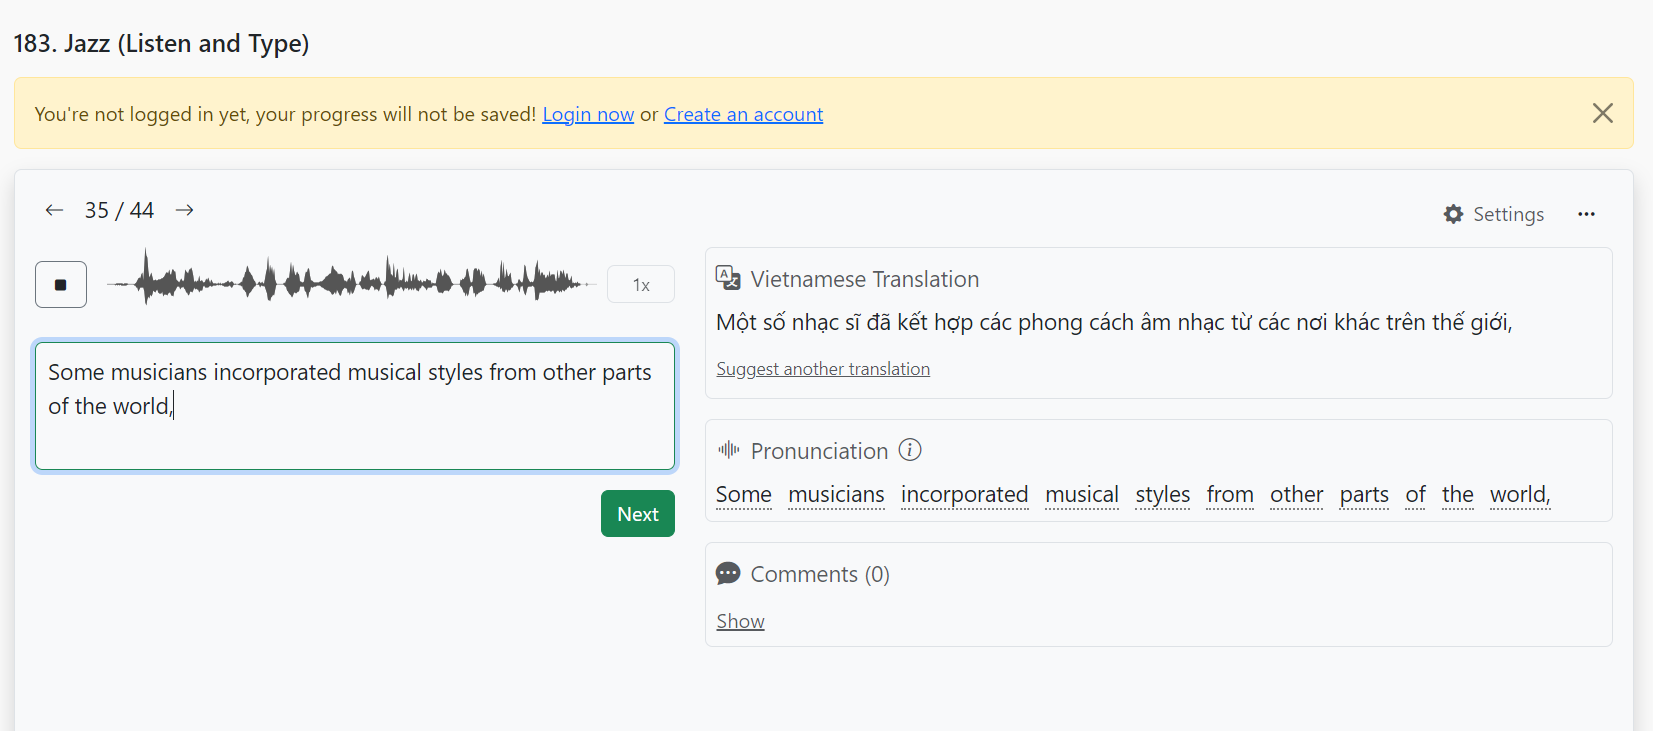 183. Jazz (Listen and Type)
You're not logged in yet, your progress will not be saved! Login now or Create an account
35 / 44
Settings
1x
Some musicians incorporated musical styles from other parts
of the world,
Next
Vietnamese Translation
Một số nhạc sĩ đã kết hợp các phong cách âm nhạc từ các nơi khác trên thế giới,
Suggest another translation
Pronunciation
Some musicians incorporated musical styles from other parts of the world,
Comments (0)
Show